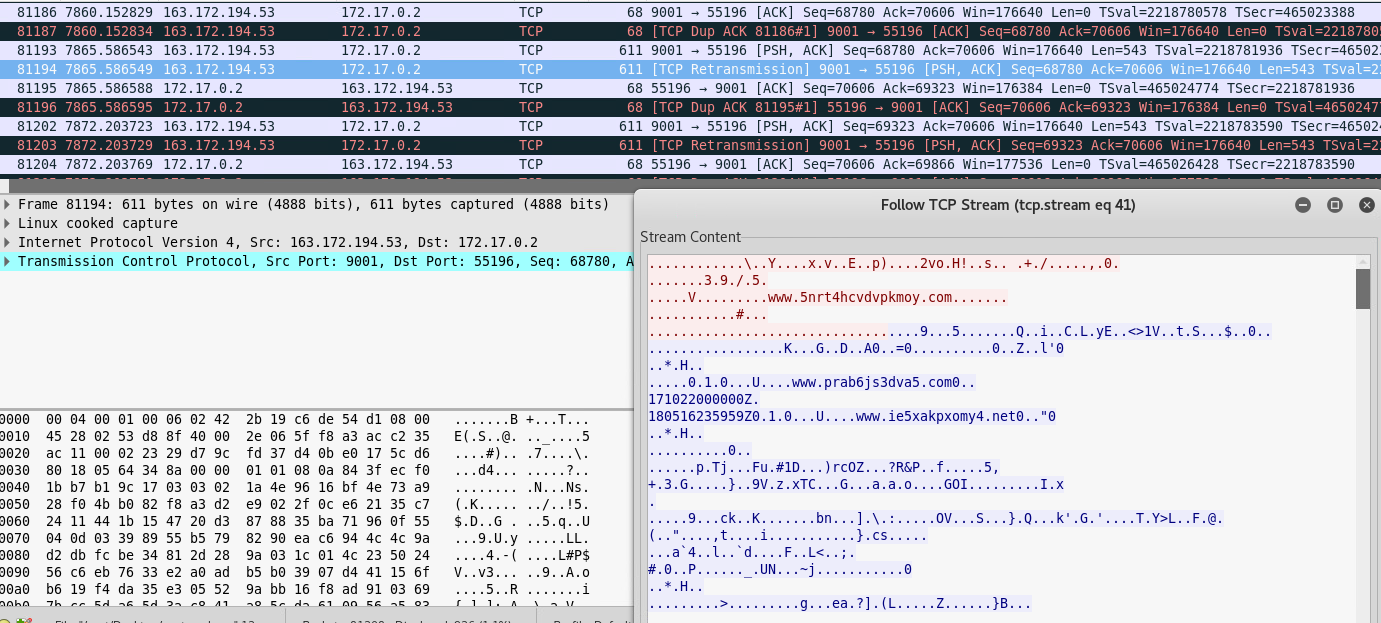 81186 7860.152829 163.172.194.53 172.17.0.2 TCP 68 9001 → 55196 [ACK] Seq=68780 Ack=70606 Win=176640 Len=0 TSval=2218780578 TSecr=465023388
81187 7860.152834 163.172.194.53 172.17.0.2 TCP 68 [TCP Dup ACK 81186#1] 9001 → 55196 [ACK] Seq=68780 Ack=70606 Win=176640 Len=0 TSval=2218780
81193 7865.586543 163.172.194.53 172.17.0.2 TCP 611 9001 → 55196 [PSH, ACK] Seq=68780 Ack=70606 Win=176640 Len=543 TSval=2218781936 TSecr=46502
81194 7865.586549 163.172.194.53 172.17.0.2 TCP 611 [TCP Retransmission] 9001 → 55196 [PSH, ACK] Seq=68780 Ack=70606 Win=176640 Len=543 TSval=2
81195 7865.586588 172.17.0.2 163.172.194.53 TCP 68 55196 → 9001 [ACK] Seq=70606 Ack=69323 Win=176384 Len=0 TSval=465024774 TSecr=2218781936
81196 7865.586595 172.17.0.2 163.172.194.53 TCP 68 [TCP Dup ACK 81195#1] 55196 → 9001 [ACK] Seq=70606 Ack=69323 Win=176384 Len=0 TSval=46502477
81202 7872.203723 163.172.194.53 172.17.0.2 TCP 611 9001 → 55196 [PSH, ACK] Seq=69323 Ack=70606 Win=176640 Len=543 TSval=2218783590 TSecr=46502
81203 7872.203729 163.172.194.53 172.17.0.2 TCP 611 [TCP Retransmission] 9001 → 55196 [PSH, ACK] Seq=69323 Ack=70606 Win=176640 Len=543 TSval=2
81204 7872.203769 172.17.0.2 163.172.194.53 TCP 68 55196 → 9001 [ACK] Seq=70606 Ack=69866 Win=177536 Len=0 TSval=465026428 TSecr=2218783590
Frame 81194: 611 bytes on wire (4888 bits), 611 bytes captured (4888 bits)
Linux cooked capture
Internet Protocol Version 4, Src: 163.172.194.53, Dst: 172.17.0.2
Transmission Control Protocol, Src Port: 9001, Dst Port: 55196, Seq: 68780, A
0000 00 04 00 01 00 06 02 42 2b 19 c6 de 54 d1 08 00 .......B +...T...
0010 45 28 02 53 d8 8f 40 00 2e 06 5f f8 a3 ac c2 35 E(.S..@. .._....5
0020 ac 11 00 02 23 29 d7 9c fd 37 d4 0b e0 17 5c d6 ....#).. .7....\.
0030 80 18 05 64 34 8a 00 00 01 01 08 0a 84 3f ec f0 ...d4... .....?..
0040 1b b7 b1 9c 17 03 03 02 1a 4e 96 16 bf 4e 73 a9 ........ .N...Ns.
0050 28 f0 4b b0 82 f8 a3 d2 e9 02 2f 0c e6 21 35 c7 (.K..... ../..!5.
0060 24 11 44 1b 15 47 20 d3 87 88 35 ba 71 96 0f 55 $.D..G . ..5.q..U
0070 04 0d 03 39 89 55 b5 79 82 90 ea c6 94 4c 4c 9a ...9.U.y .....LL.
0080 d2 db fc be 34 81 2d 28 9a 03 1c 01 4c 23 50 24 ....4.-( ....L#P$
0090 56 c6 eb 76 33 e2 a0 ad b5 b0 39 07 d4 41 15 6f V..v3... ..9..A.o
00a0 b6 19 f4 da 35 e3 05 52 9a bb 16 f8 ad 91 03 69 ....5..R .......i
Follow TCP Stream (tcp.stream eq 41)
Stream Content
............\..Y....x.v..E..p)....2vo.H!..s.. .+./.....,.0.
.......3.9./.5.
.....V.........www.5nrt4hcvdvpkmoy.com.......
...........#...
.................................9...5.......Q..i..C.L.yE..<>1V..t.S...$..0..
.................K...G..D..A0..=0..........0..Z..l'0
..*.H..
.....0.1.0...U....www.prab6js3dva5.com0..
171022000000Z.
180516235959Z0.1.0...U....www.ie5xakpxomy4.net0.."0
..*.H..
..........0..
......p.Tj...Fu.#1D...)rcOZ...?R&P..f.....5,
+.3.G.....}..9V.z.xTC...G...a.a.o....GOI.........I.x
.
.....9...ck..K.......bn...].\.:.....OV...S...}.Q...k'.G.'....T.Y>L..F.@.
(.."....,t....i...........}.cs.....
...a`4..l..`d....F..L<..;.
#.0..P......_.UN...~j...........0
..*.H..
.........>.........g...ea.?].(L.....Z......}B...